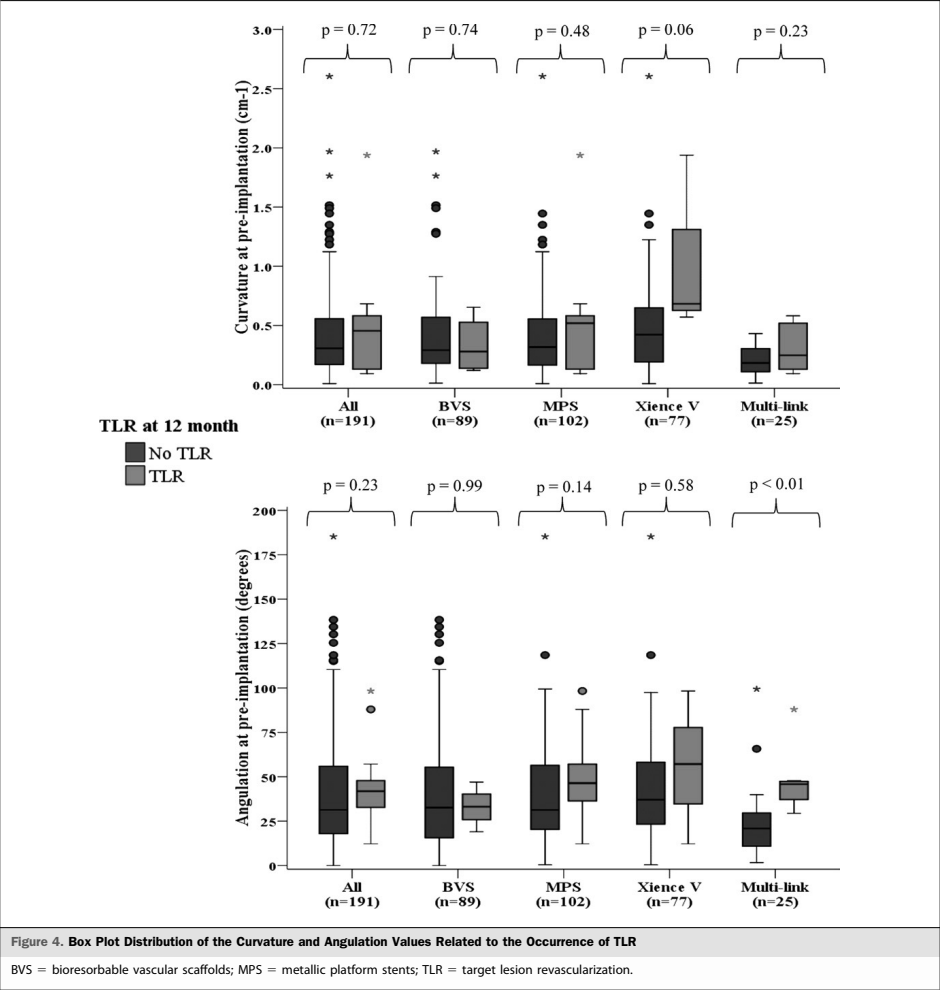 p = 0.72 p = 0.74 p = 0.48 p = 0.06 p = 0.23
Curvature at pre-implantation (cm-1)
3.0
2.5
2.0
1.5
1.0
0.5
0.0
All BVS MPS Xience V Multi-link
(n=191) (n=89) (n=102) (n=77) (n=25)
TLR at 12 month
No TLR
TLR
p = 0.23 p = 0.99 p = 0.14 p = 0.58 p < 0.01
Angulation at pre-implantation (degrees)
200
175
150
125
100
75
50
25
0
All BVS MPS Xience V Multi-link
(n=191) (n=89) (n=102) (n=77) (n=25)
Figure 4. Box Plot Distribution of the Curvature and Angulation Values Related to the Occurrence of TLR
BVS = bioresorbable vascular scaffolds; MPS = metallic platform stents; TLR = target lesion revascularization.